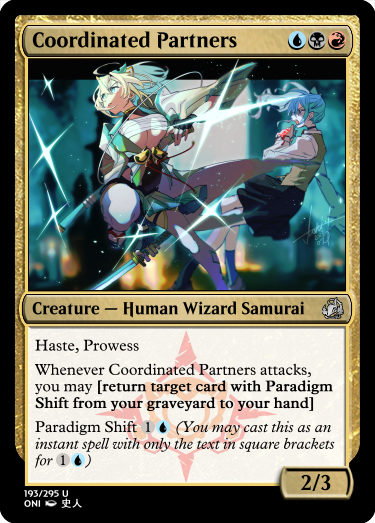 Coordinated Partners
Creature — Human Wizard Samurai
Haste, Prowess
Whenever Coordinated Partners attacks,
you may [return target card with Paradigm
Shift from your graveyard to your hand]
Paradigm Shift 1 (You may cast this as an
instant spell with only the text in square brackets
for 1 )
2/3
193/295 U
ONI 史人